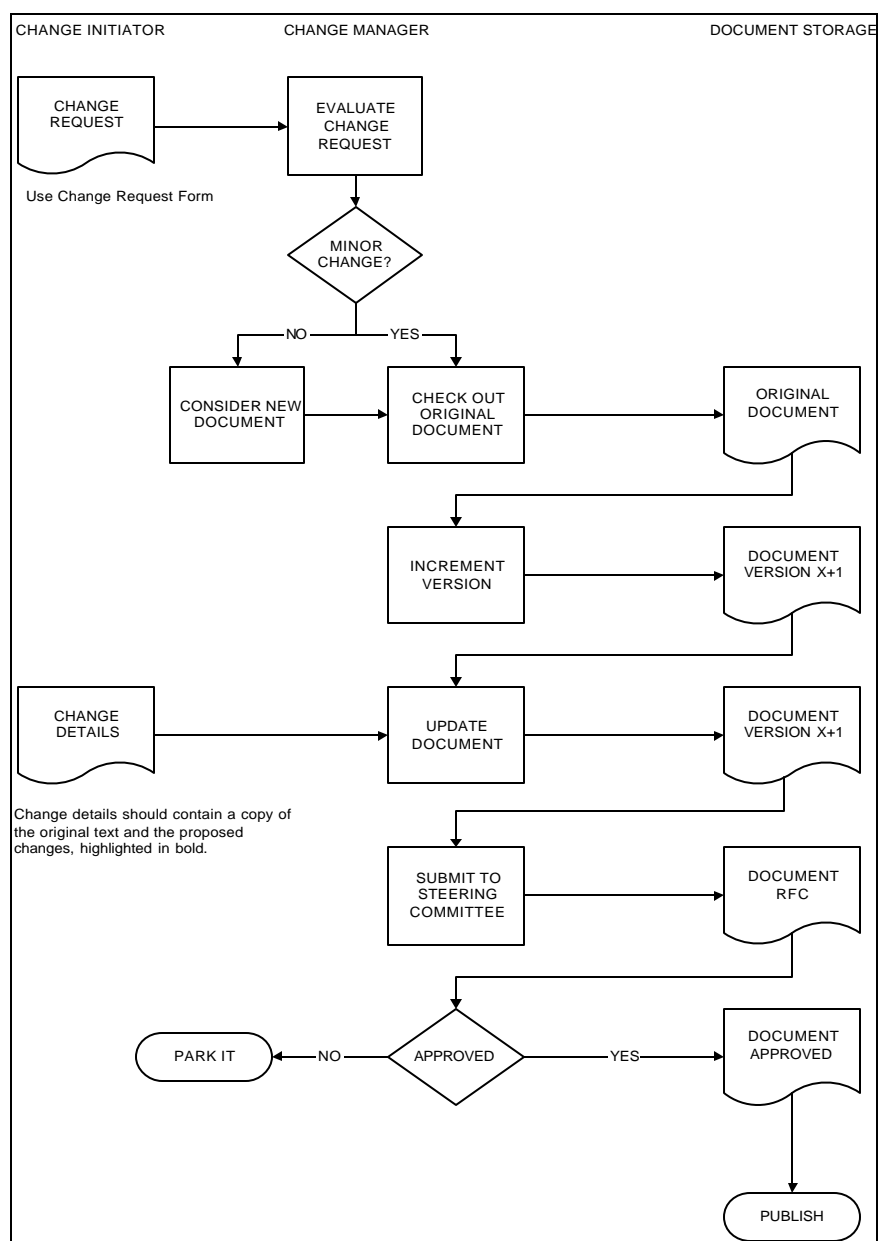 CHANGE INITIATOR
CHANGE MANAGER
DOCUMENT STORAGE
CHANGE
REQUEST
EVALUATE
CHANGE
REQUEST
Use Change Request Form
MINOR
CHANGE?
NO
YES
CONSIDER NEW
DOCUMENT
CHECK OUT
ORIGINAL
DOCUMENT
ORIGINAL
DOCUMENT
INCREMENT
VERSION
DOCUMENT
VERSION X+1
CHANGE
DETAILS
UPDATE
DOCUMENT
DOCUMENT
VERSION X+1
Change details should contain a copy of
the original text and the proposed
changes, highlighted in bold.
SUBMIT TO
STEERING
COMMITTEE
DOCUMENT
RFC
PARK IT
NO
APPROVED
YES
DOCUMENT
APPROVED
PUBLISH